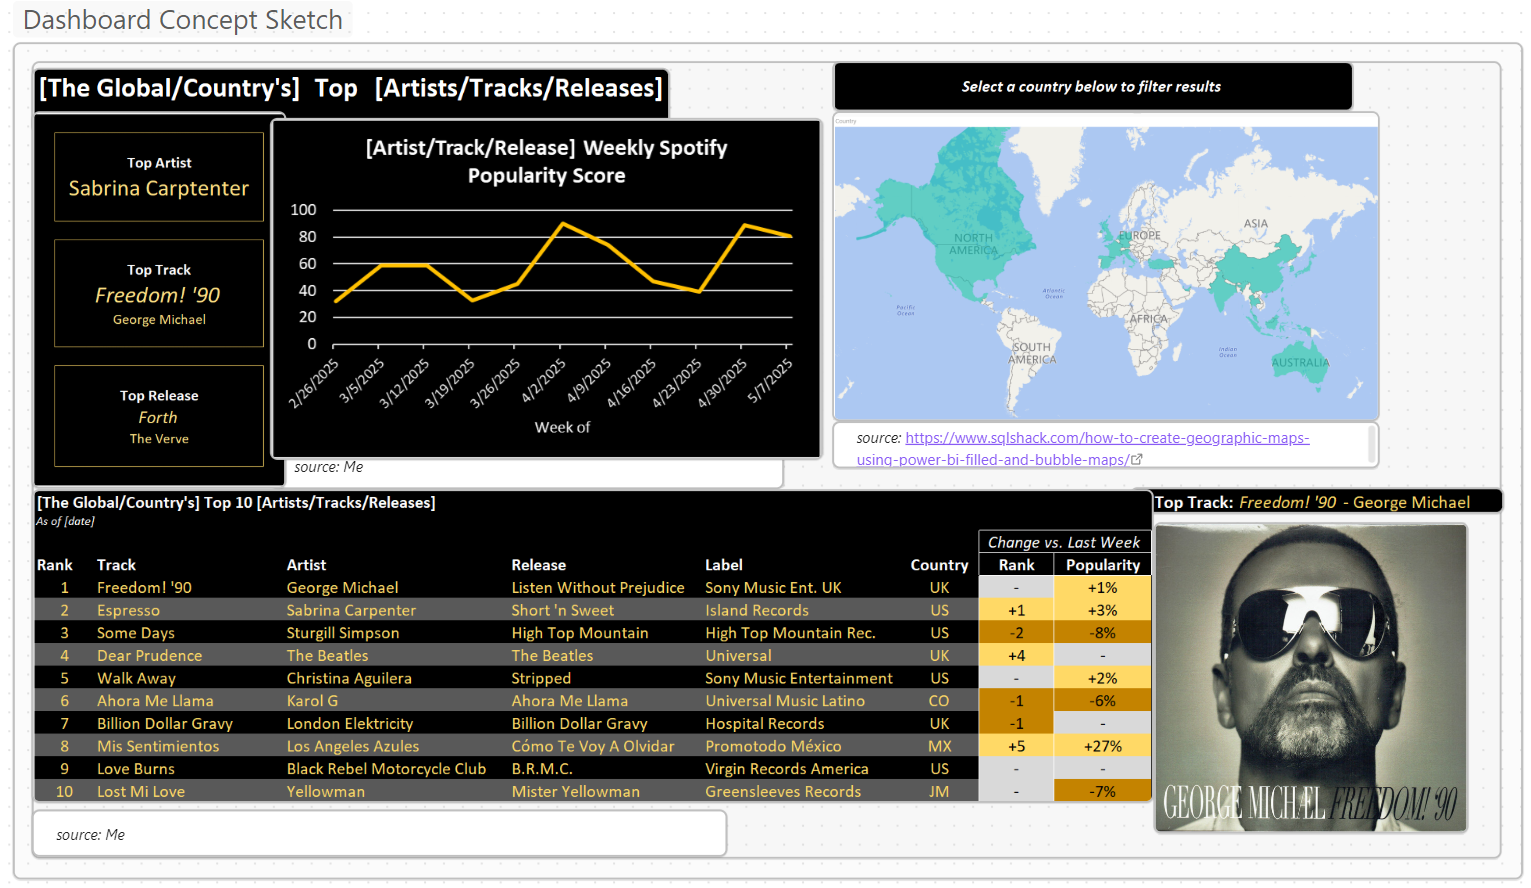 Dashboard Concept Sketch
[The Global/Country's] Top [Artists/Tracks/Releases]
Top Artist
Sabrina Carptenter
Top Track
Freedom! '90
George Michael
Top Release
Forth
The Verve
[Artist/Track/Release] Weekly Spotify
Popularity Score
100
80
60
40
20
0
2/26/2025
3/5/2025
3/12/2025
3/19/2025
3/26/2025
4/2/2025
4/9/2025
4/16/2025
4/23/2025
4/30/2025
5/7/2025
Week of
source: Me
Select a country below to filter results
Country
NORTH
AMERICA
EUROPE
ASIA
Atlantic
Ocean
Pacific
Ocean
AFRICA
SOUTH
AMERICA
Indian
Ocean
AUSTRALIA
source: https://www.sqlshack.com/how-to-create-geographic-maps-
using-power-bi-filled-and-bubble-maps/
[The Global/Country's] Top 10 [Artists/Tracks/Releases]
As of [date]
Change vs. Last Week
Rank Track Artist Release Label Country Rank Popularity
1 Freedom! '90 George Michael Listen Without Prejudice Sony Music Ent. UK UK - +1%
2 Espresso Sabrina Carpenter Short 'n Sweet Island Records US +1 +3%
3 Some Days Sturgill Simpson High Top Mountain High Top Mountain Rec. US -2 -8%
4 Dear Prudence The Beatles The Beatles Universal UK +4 -
5 Walk Away Christina Aguilera Stripped Sony Music Entertainment US - +2%
6 Ahora Me Llama Karol G Ahora Me Llama Universal Music Latino CO -1 -6%
7 Billion Dollar Gravy London Elektricity Billion Dollar Gravy Hospital Records UK -1 -
8 Mis Sentimientos Los Angeles Azules Cómo Te Voy A Olvidar Promotodo México MX +5 +27%
9 Love Burns Black Rebel Motorcycle Club B.R.M.C. Virgin Records America US - -
10 Lost Mi Love Yellowman Mister Yellowman Greensleeves Records JM - -7%
Top Track: Freedom! '90 - George Michael
GEORGE MICHAEL FREEDOM! '90
source: Me